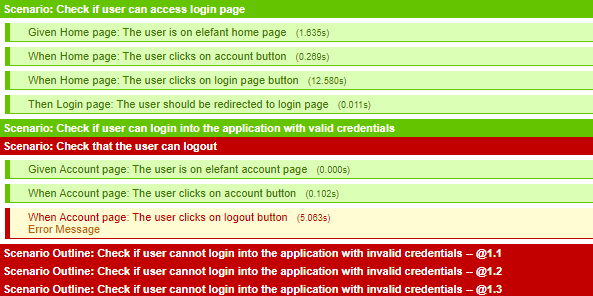 Scenario: Check if user can access login page
Given Home page: The user is on elefant home page (1.635s)
When Home page: The user clicks on account button (0.269s)
When Home page: The user clicks on login page button (12.580s)
Then Login page: The user should be redirected to login page (0.011s)
Scenario: Check if user can login into the application with valid credentials
Scenario: Check that the user can logout
Given Account page: The user is on elefant Account page (0.000s)
When Account page: The user clicks on account button (0.102s)
When Account page: The user clicks on logout button (5.063s)
Error Message
Scenario Outline: Check if user cannot login into the application with invalid credentials -- @1.1
Scenario Outline: Check if user cannot login into the application with invalid credentials -- @1.2
Scenario Outline: Check if user cannot login into the application with invalid credentials -- @1.3